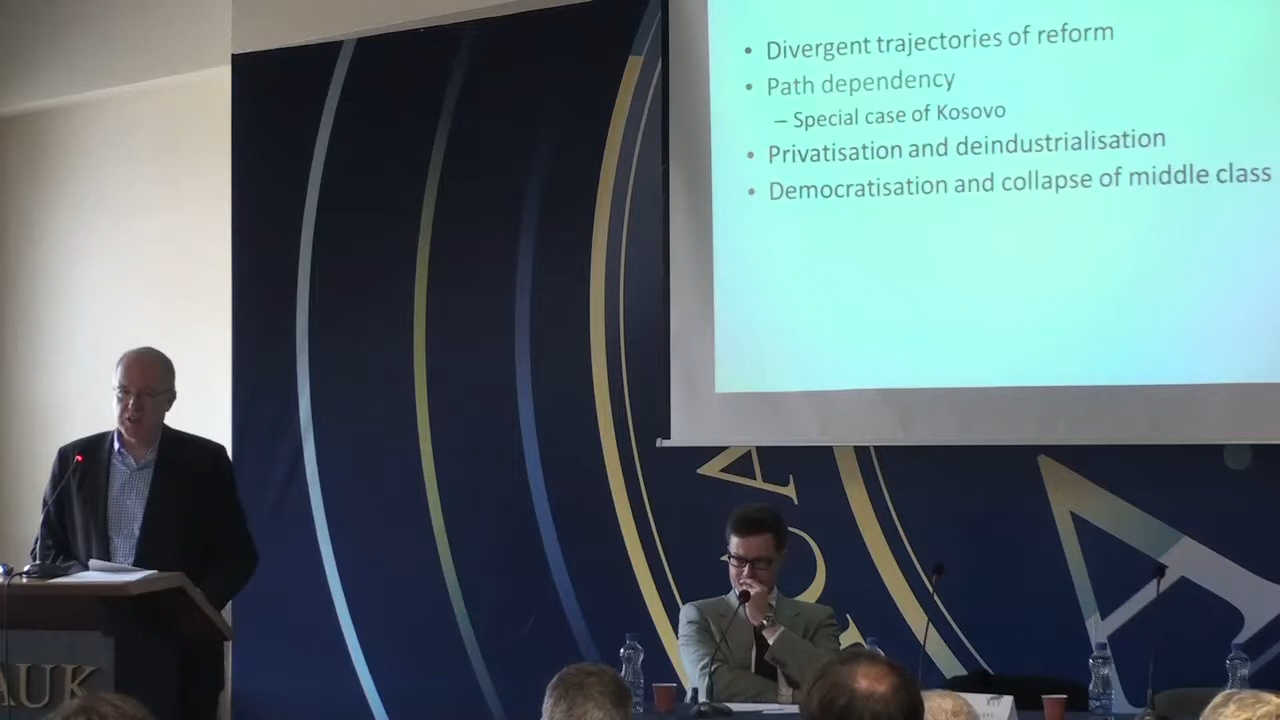 • Divergent trajectories of reform
• Path dependency
– Special case of Kosovo
• Privatisation and deindustrialisation
• Democratisation and collapse of middle class
AUK